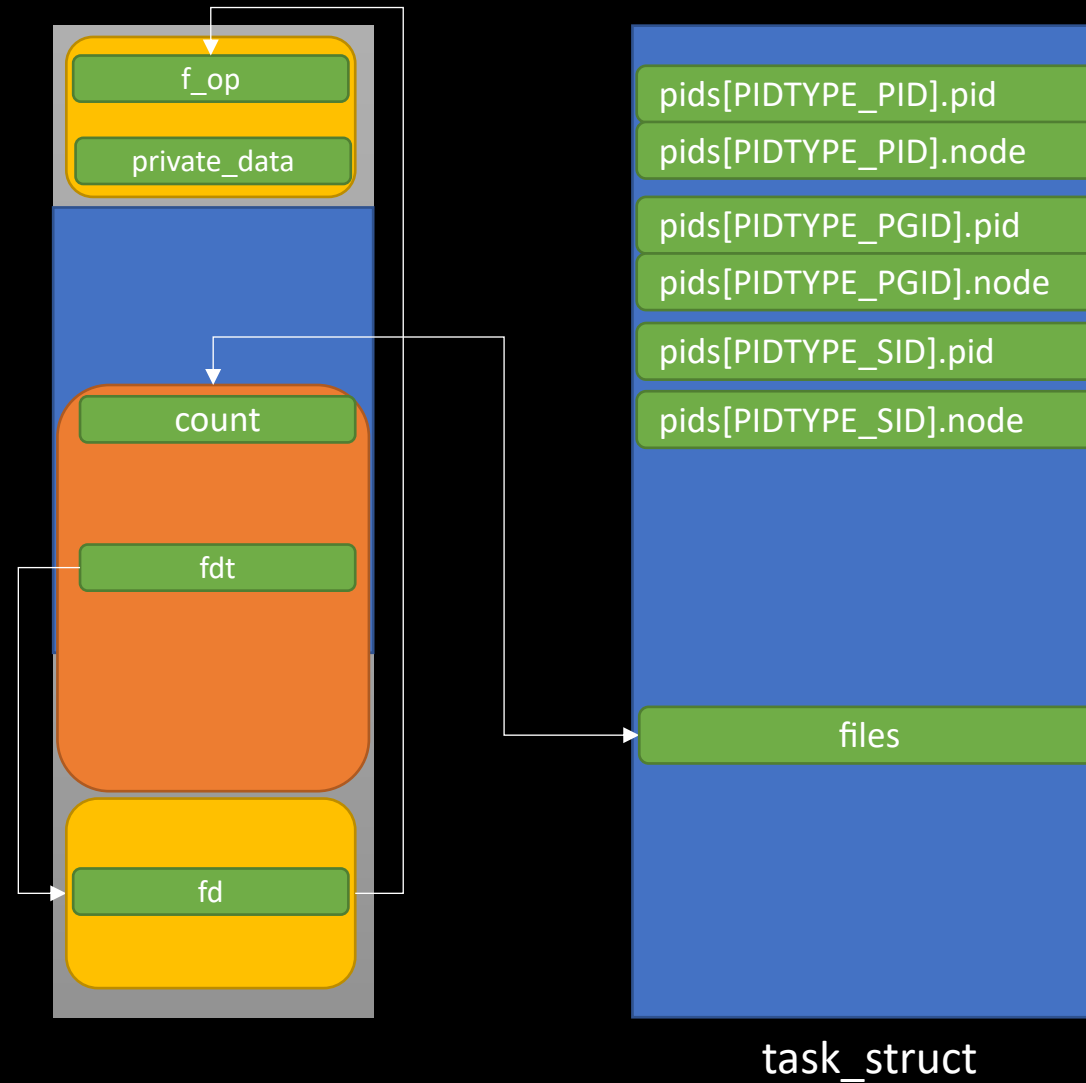 f_op
private_data
count
fdt
fd
pids[PIDTYPE_PID].pid
pids[PIDTYPE_PID].node
pids[PIDTYPE_PGID].pid
pids[PIDTYPE_PGID].node
pids[PIDTYPE_SID].pid
pids[PIDTYPE_SID].node
files
task_struct